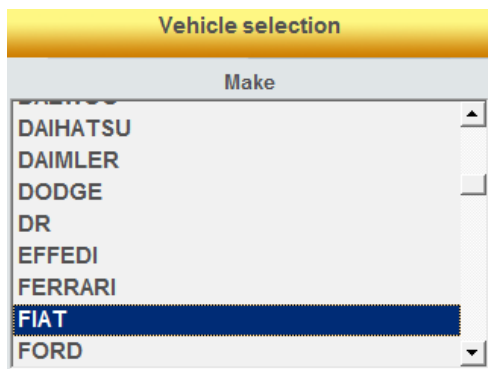 Vehicle selection
Make
DAIHATSU
DAIMLER
DODGE
DR
EFFEDI
FERRARI
FIAT
FORD